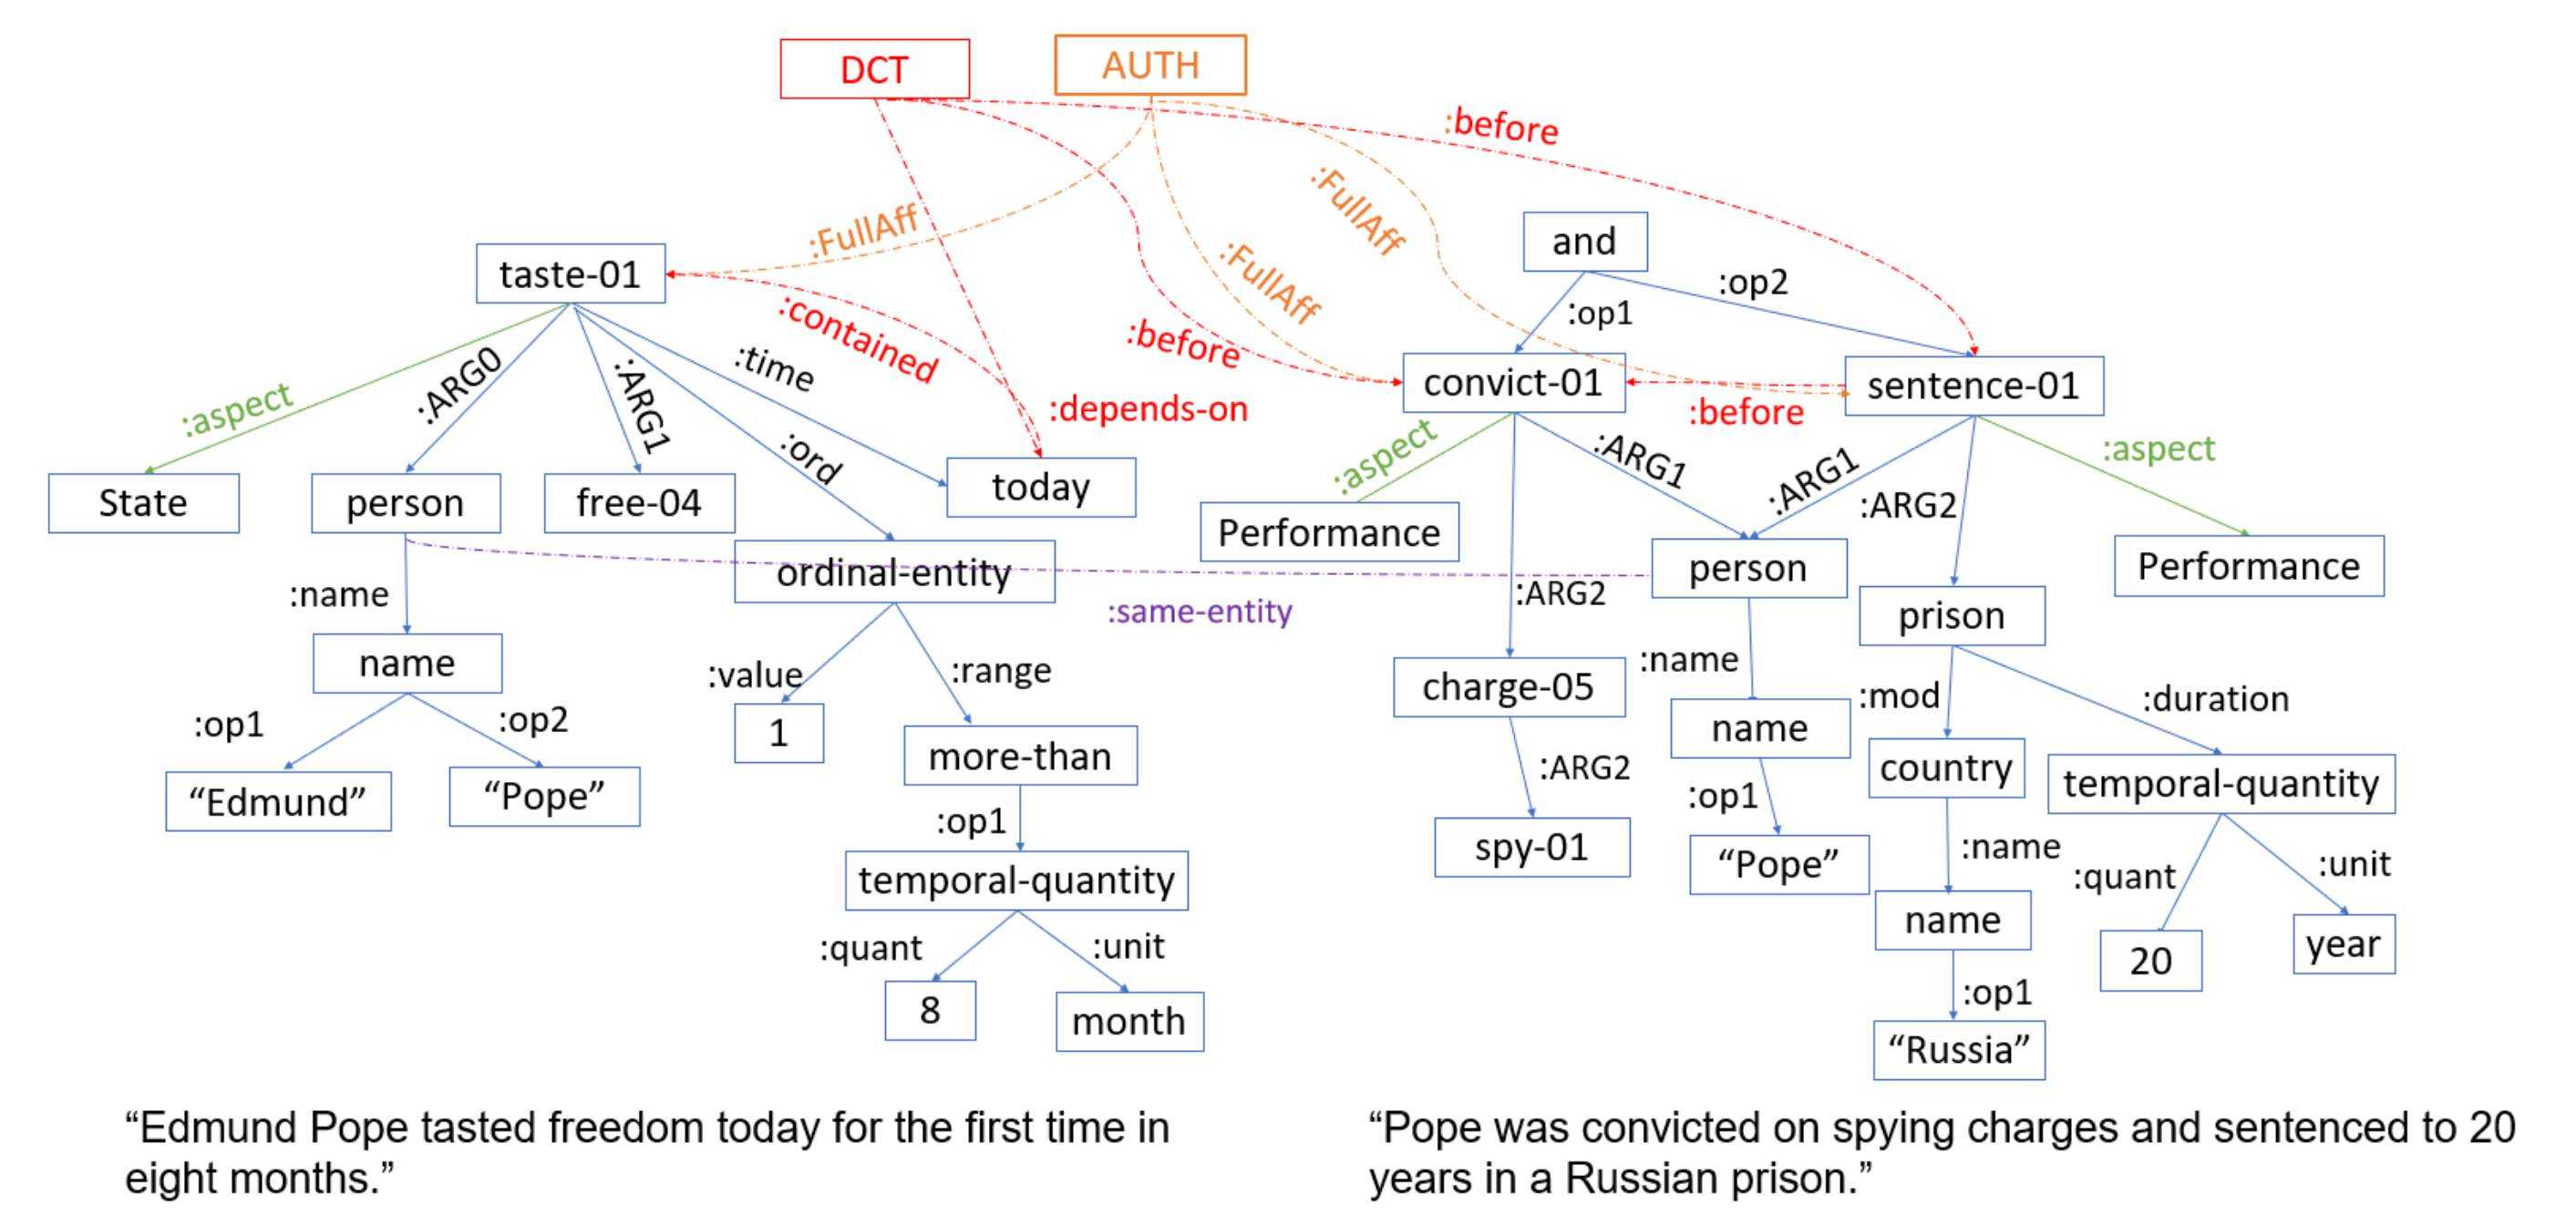 DCT
AUTH
:before
:FullAff
:FullAff
:FullAff
and
taste-01
:contained
:before
:op1
:op2
convict-01
sentence-01
:before
:aspect
:ARG0
:ARG1
:ord
:time
:depends-on
:aspect
:ARG1
:ARG1
:ARG2
:aspect
State
person
free-04
today
Performance
ordinal-entity
person
Performance
:name
:same-entity
:ARG2
prison
name
:value
:range
charge-05
:name
:mod
:duration
:op1
:op2
1
more-than
name
country
temporal-quantity
“Edmund”
“Pope”
:op1
:ARG2
:op1
:name
:quant
:unit
temporal-quantity
spy-01
“Pope”
name
20
year
:quant
:unit
:op1
8
month
“Russia”
“Edmund Pope tasted freedom today for the first time in
eight months.”
“Pope was convicted on spying charges and sentenced to 20
years in a Russian prison.”